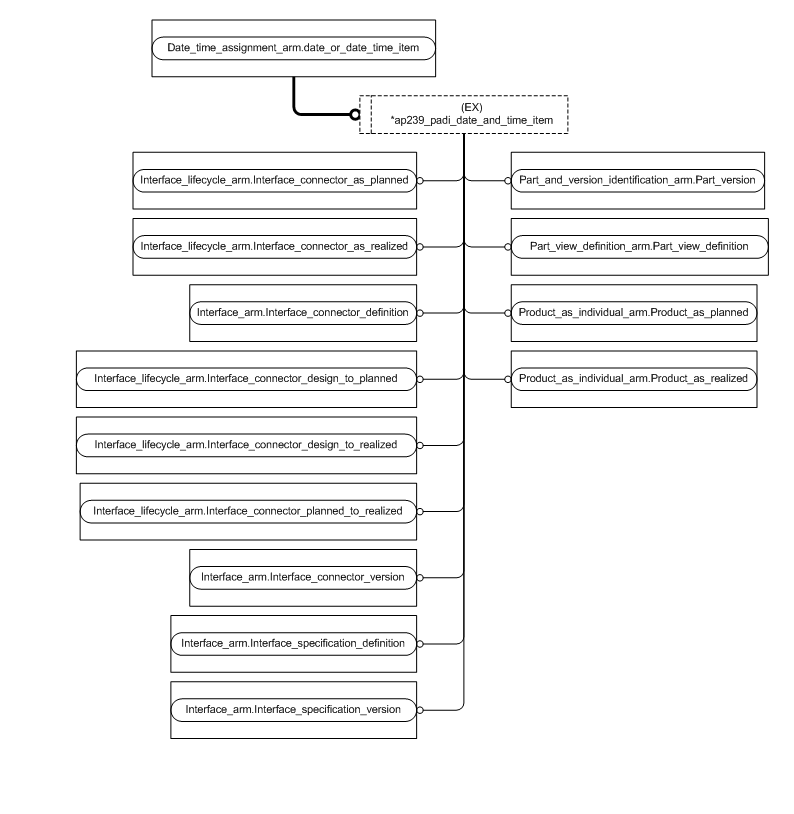 Date_time_assignment_arm.date_or_date_time_item
(EX)
*ap239_padi_date_and_time_item
Interface_lifecycle_arm.Interface_connector_as_planned
Part_and_version_identification_arm.Part_version
Interface_lifecycle_arm.Interface_connector_as_realized
Part_view_definition_arm.Part_view_definition
Interface_arm.Interface_connector_definition
Product_as_individual_arm.Product_as_planned
Interface_lifecycle_arm.Interface_connector_design_to_planned
Product_as_individual_arm.Product_as_realized
Interface_lifecycle_arm.Interface_connector_design_to_realized
Interface_lifecycle_arm.Interface_connector_planned_to_realized
Interface_arm.Interface_connector_version
Interface_arm.Interface_specification_definition
Interface_arm.Interface_specification_version